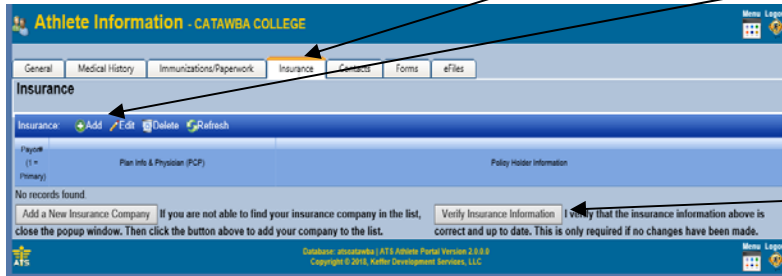 Athlete Information - CATAWBA COLLEGE
Menu Logo
General Medical History Immunizations/Paperwork Insurance Contacts Forms eFiles
Insurance
Insurance: Add Edit Delete Refresh
Payor#
(1 =
Primary)
Plan Info & Physician (PCP)
Policy Holder Information
No records found.
Add a New Insurance Company If you are not able to find your insurance company in the list,
close the popup window. Then click the button above to add your company to the list.
Verify Insurance Information I verify that the insurance information above is
correct and up to date. This is only required if no changes have been made.
ATS
Database: atscatawba | ATS Athlete Portal Version 2.0.0.0
Copyright © 2018, Keffer Development Services, LLC
Menu Logo